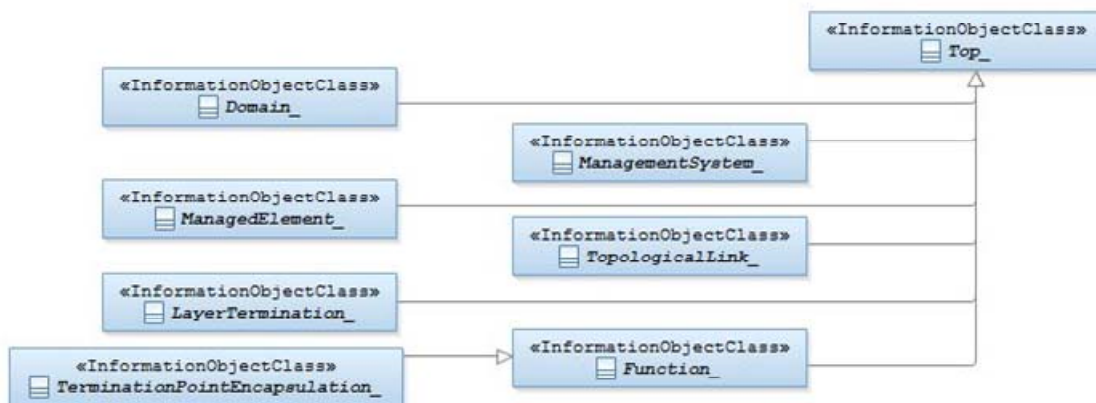 «InformationObjectClass»
Top_
«InformationObjectClass»
Domain_
«InformationObjectClass»
ManagementSystem_
«InformationObjectClass»
ManagedElement_
«InformationObjectClass»
TopologicalLink_
«InformationObjectClass»
LayerTermination_
«InformationObjectClass»
Function_
«InformationObjectClass»
TerminationPointEncapsulation_